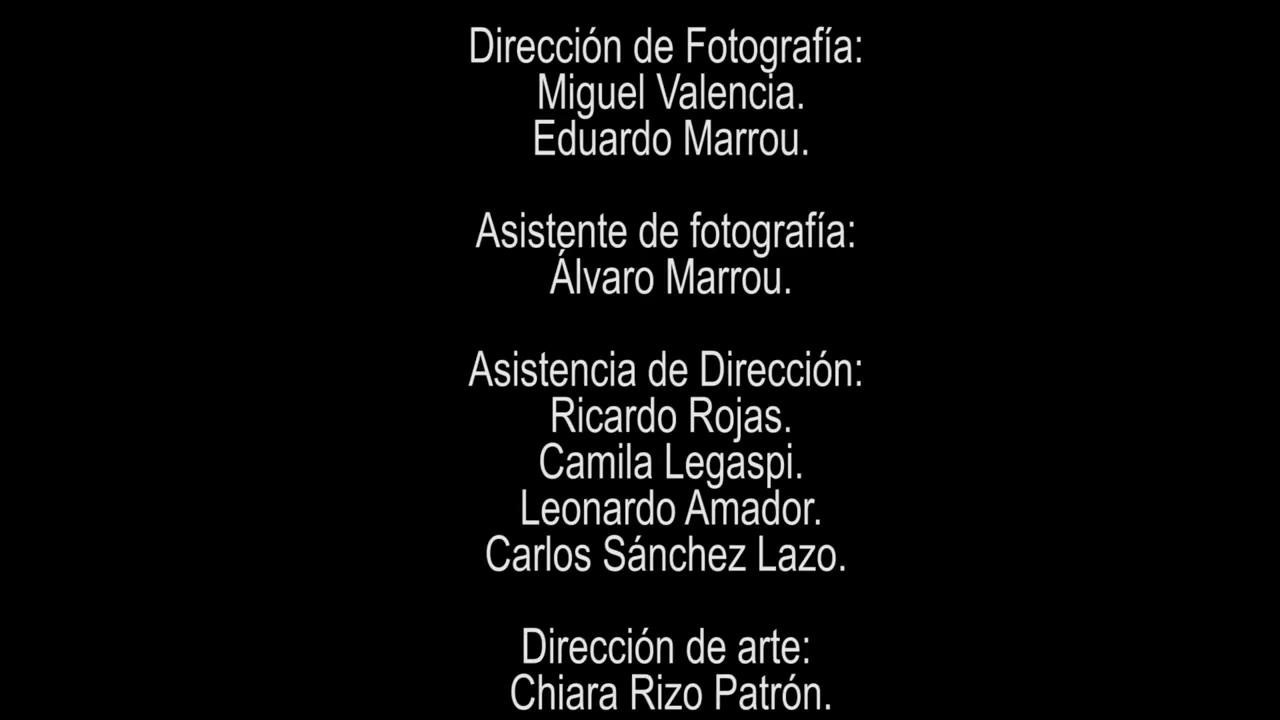 Dirección de Fotografía:
Miguel Valencia.
Eduardo Marrou.
Asistente de fotografía:
Álvaro Marrou.
Asistencia de Dirección:
Ricardo Rojas.
Camila Legaspi.
Leonardo Amador.
Carlos Sánchez Lazo.
Dirección de arte:
Chiara Rizo Patrón.